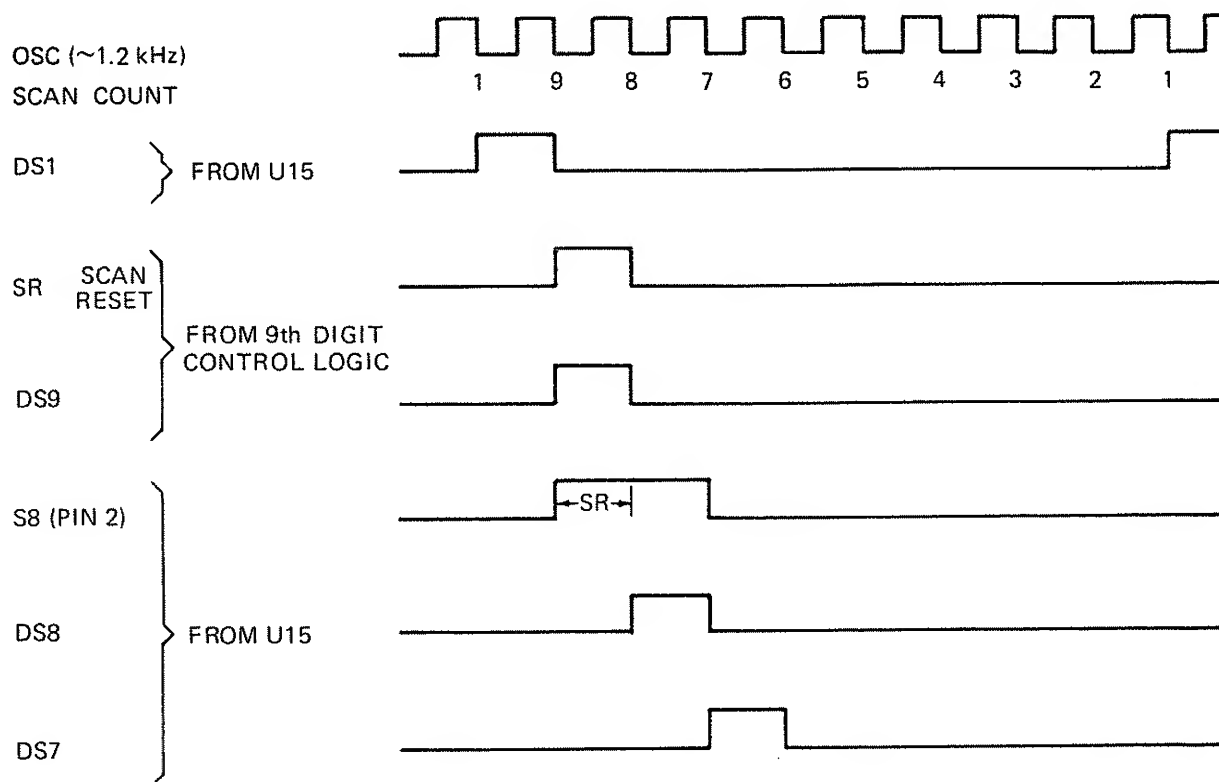 OSC (~1.2 kHz)
SCAN COUNT
1 9 8 7 6 5 4 3 2 1
DS1
FROM U15
SR
SCAN
RESET
FROM 9th DIGIT
CONTROL LOGIC
DS9
S8 (PIN 2)
SR
DS8
FROM U15
DS7